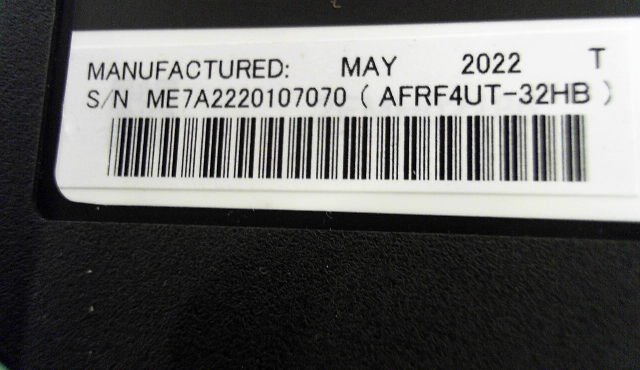 MANUFACTURED: MAY 2022 T
S/N ME7A2220107070 ( AFRF4UT-32HB )